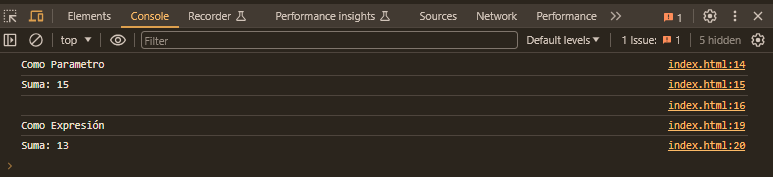 Elements Console Recorder Performance insights Sources Network Performance 1
top Filter Default levels 1 Issue: 1 5 hidden
Como Parametro index.html:14
Suma: 15 index.html:15
index.html:16
Como Expresión index.html:19
Suma: 13 index.html:20